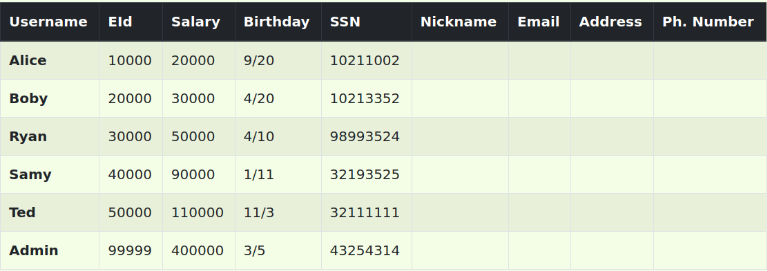 Username EId Salary Birthday SSN Nickname Email Address Ph. Number
Alice 10000 20000 9/20 10211002
Boby 20000 30000 4/20 10213352
Ryan 30000 50000 4/10 98993524
Samy 40000 90000 1/11 32193525
Ted 50000 110000 11/3 32111111
Admin 99999 400000 3/5 43254314